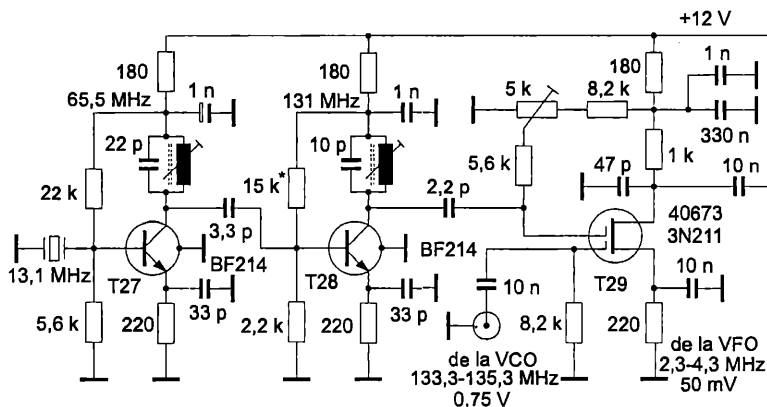 +12 V
180
65,5 MHz
1 n
22 p
22 k
3,3 p
13,1 MHz
T27
BF214
33 p
5,6 k
220
180
131 MHz
1 n
10 p
15 k*
2,2 p
T28
BF214
33 p
2,2 k
220
5 k
8,2 k
5,6 k
180
1 n
330 n
1 k
47 p
10 n
40673
3N211
T29
10 n
10 n
8,2 k
220
de la VCO
133,3-135,3 MHz
0.75 V
de la VFO
2,3-4,3 MHz
50 mV